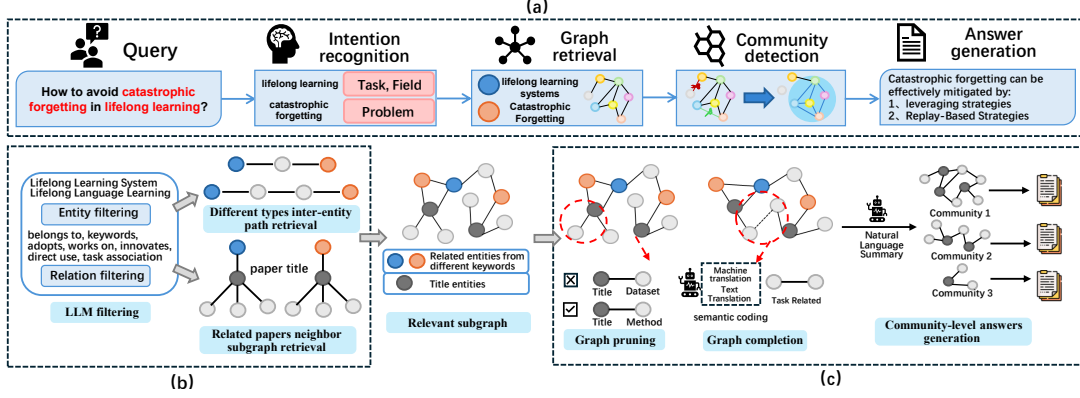 (a)
Query
Intention
recognition
Graph
retrieval
Community
detection
Answer
generation
How to avoid catastrophic
forgetting in lifelong learning?
lifelong learning
Task, Field
catastrophic
forgetting
Problem
lifelong learning
systems
Catastrophic
Forgetting
Catastrophic forgetting can be
effectively mitigated by:
1、leveraging strategies
2、Replay-Based Strategies
Lifelong Learning System
Lifelong Language Learning
Entity filtering
belongs to, keywords,
adopts, works on, innovates,
direct use, task association
Relation filtering
LLM filtering
Different types inter-entity
path retrieval
paper title
Related papers neighbor
subgraph retrieval
Related entities from
different keywords
Title entities
Relevant subgraph
Title
Dataset
Title
Method
Graph pruning
Machine
translation
Text
Translation
semantic coding
Task Related
Graph completion
Natural
Language
Summary
Community 1
Community 2
Community 3
Community-level answers
generation
(b)
(c)